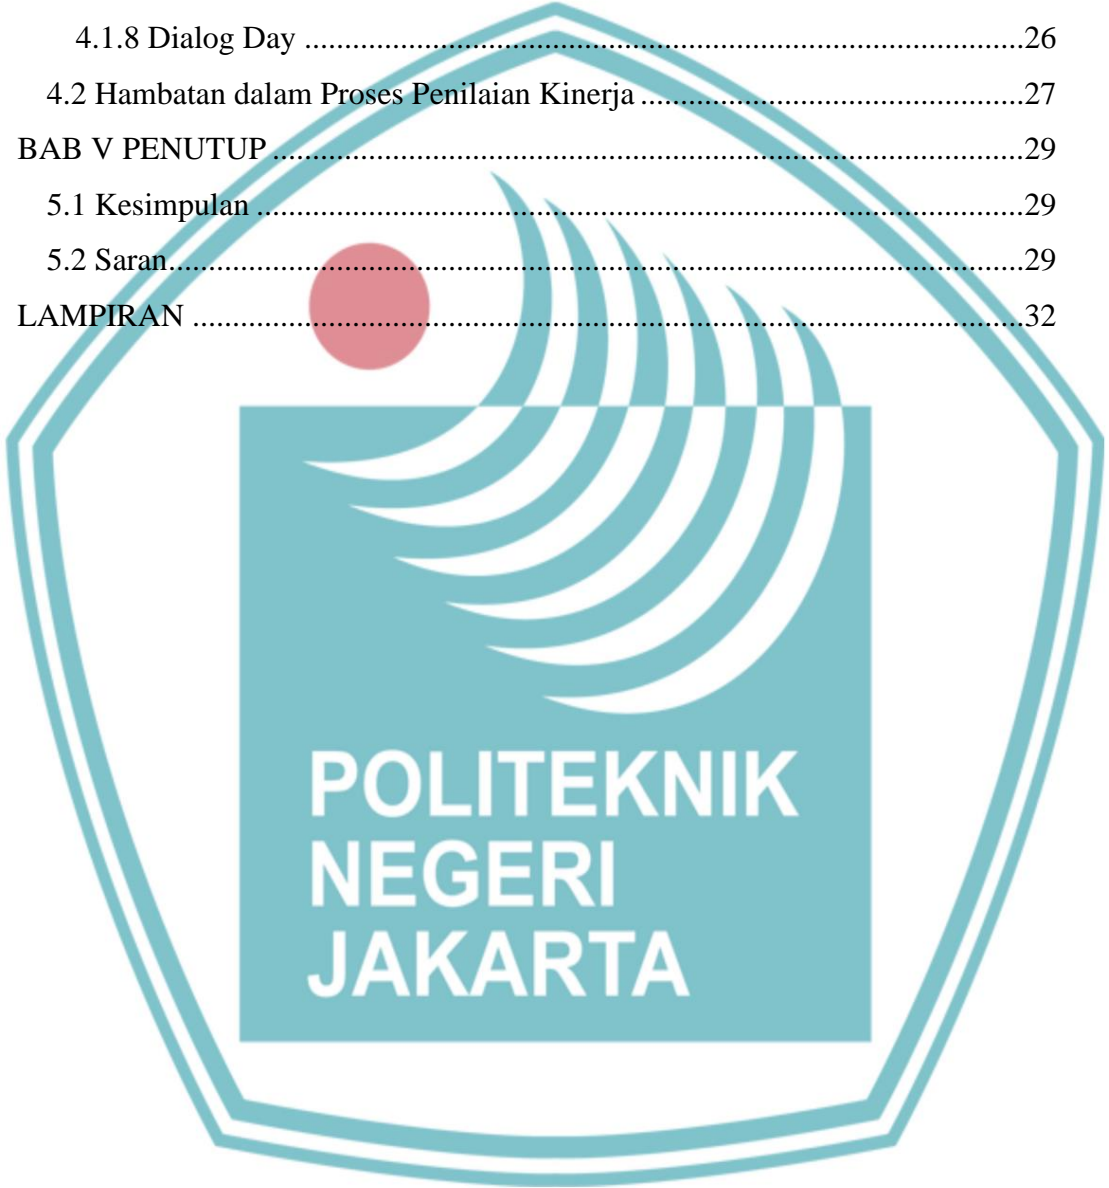 4.1.8 Dialog Day ........................................................................................26
4.2 Hambatan dalam Proses Penilaian Kinerja ...............................................27
BAB V PENUTUP ............................................................................................29
5.1 Kesimpulan ..............................................................................................29
5.2 Saran.........................................................................................................29
LAMPIRAN ......................................................................................................32
POLITEKNIK
NEGERI
JAKARTA